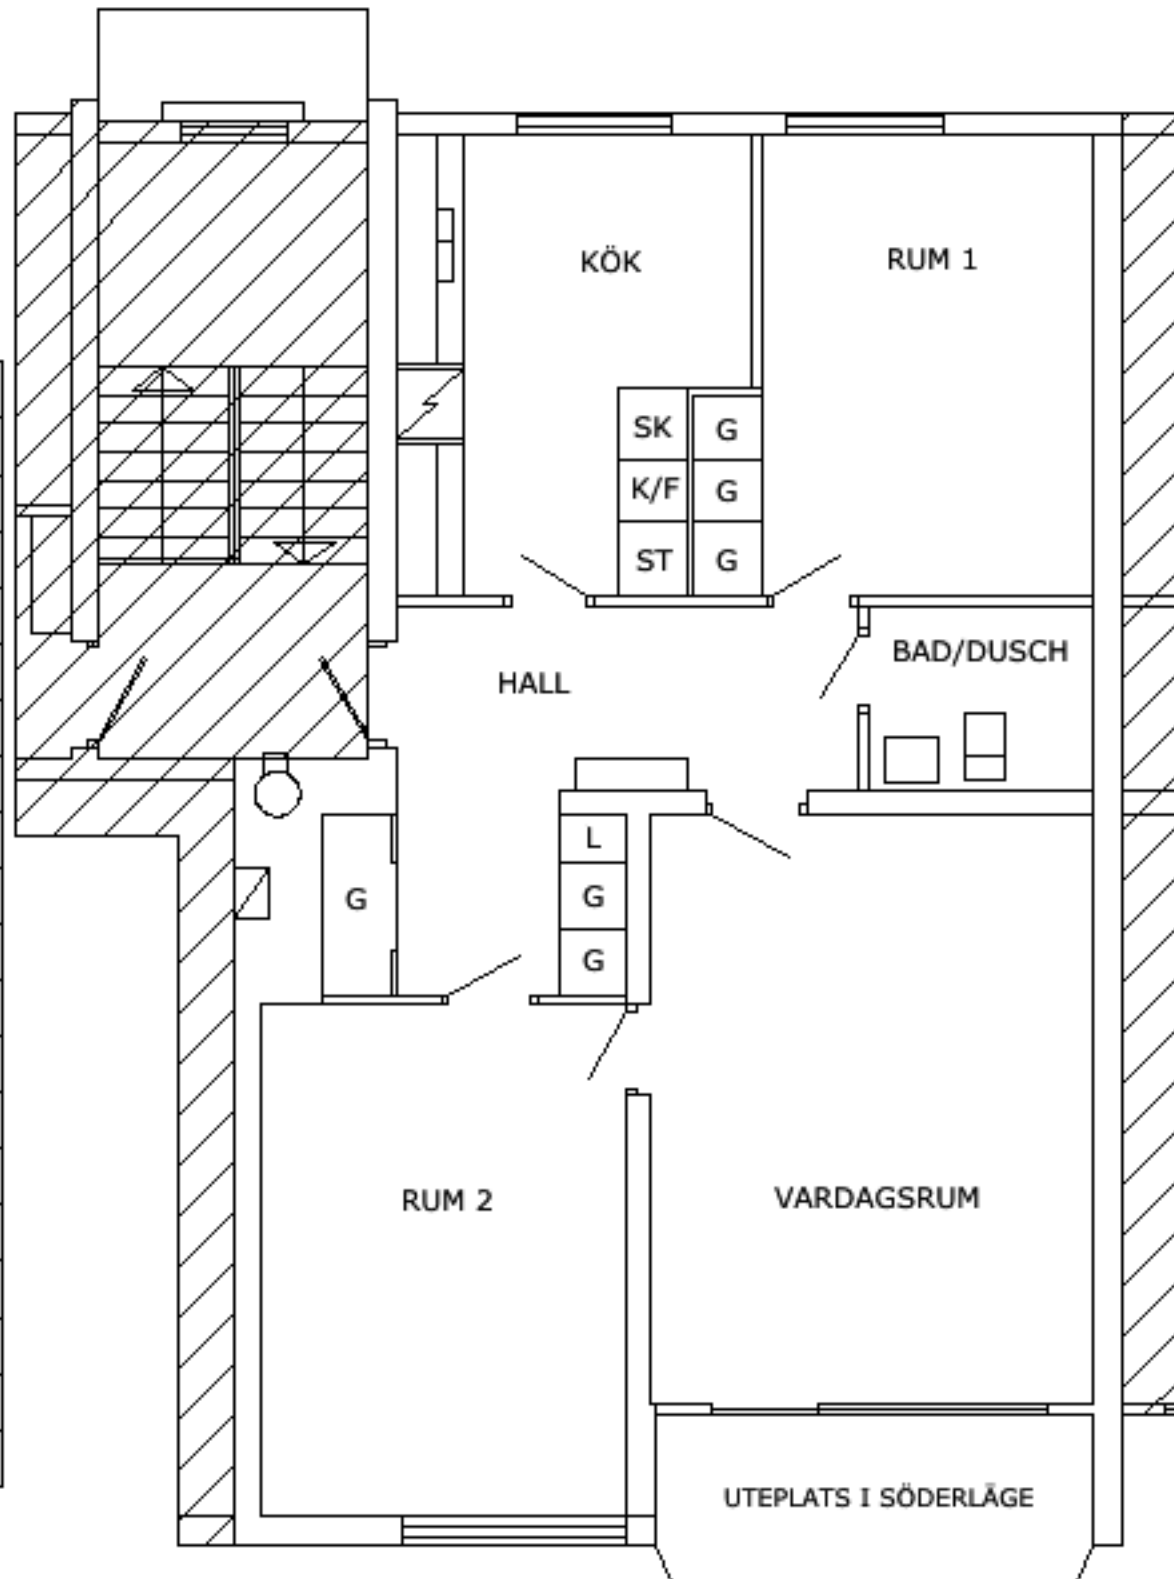 KÖK
RUM 1
SK
G
K/F
G
ST
G
HALL
BAD/DUSCH
L
G
G
G
RUM 2
VARDAGSRUM
UTEPLATS I SÖDERLÄGE